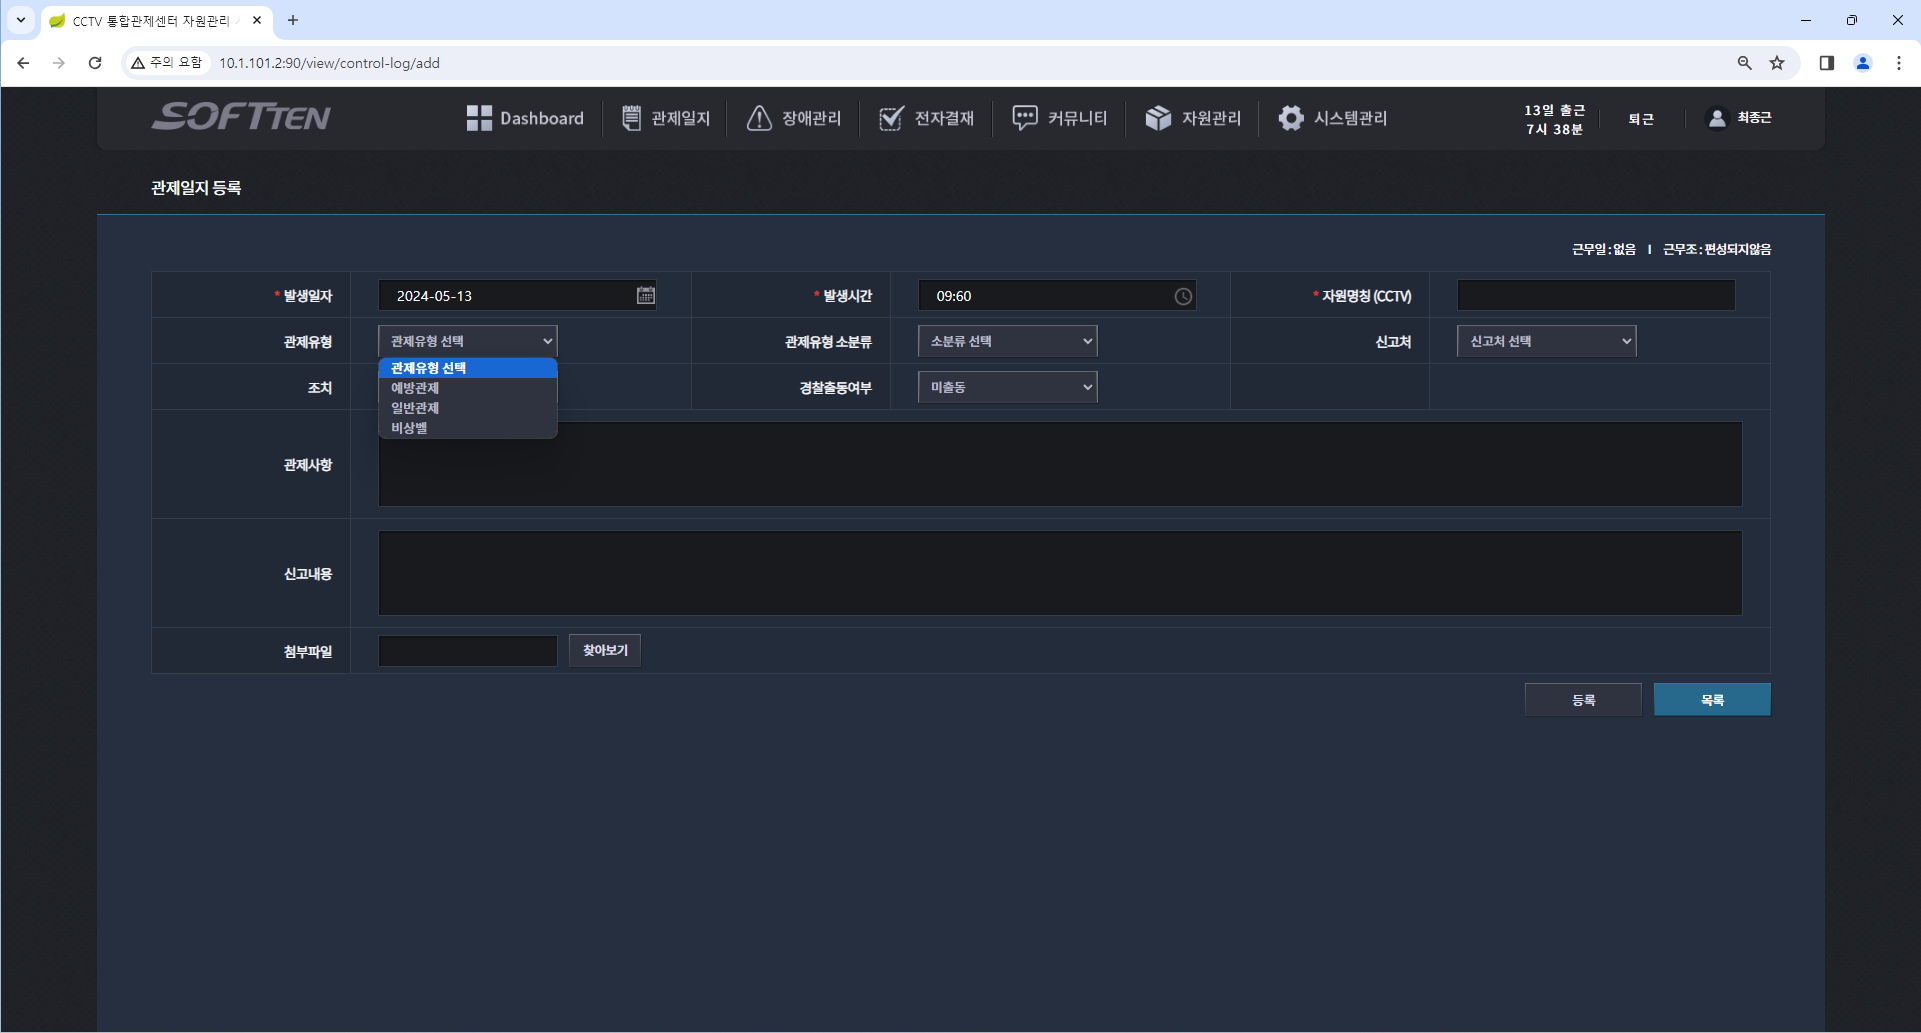 CCTV 통합관제센터 자원관리
주의 요함
10.1.101.2:90/view/control-log/add
SOFTTEN
Dashboard
관제일지
장애관리
전자결재
커뮤니티
자원관리
시스템관리
13일 출근
7시 38분
퇴근
최종근
관제일지 등록
근무일 : 없음 I 근무조 : 편성되지않음
* 발생일자
2024-05-13
* 발생시간
09:60
* 자원명칭 (CCTV)
관제유형
관제유형 선택
관제유형 소분류
소분류 선택
신고처
신고처 선택
관제유형 선택
예방관제
일반관제
비상벨
조치
경찰출동여부
미출동
관제사항
신고내용
첨부파일
찾아보기
등록
목록